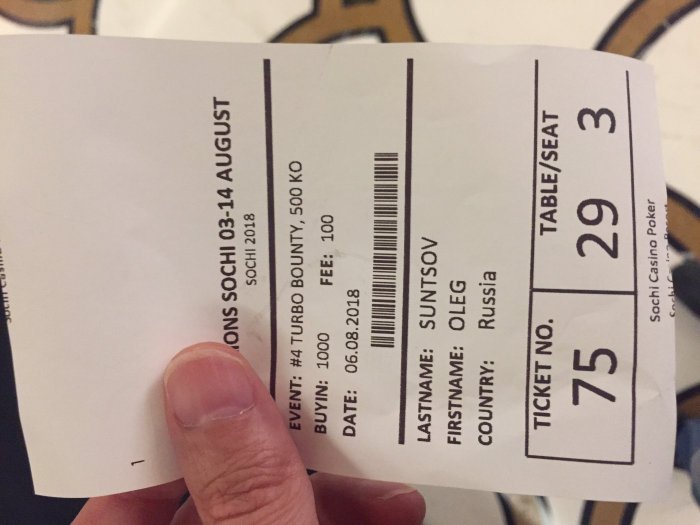 IONS SOCHI 03-14 AUGUST
SOCHI 2018
EVENT: #4 TURBO BOUNTY, 500 KO
BUYIN: 1000 FEE: 100
DATE: 06.08.2018
LASTNAME: SUNTSOV
FIRSTNAME: OLEG
COUNTRY: Russia
TICKET NO. TABLE/SEAT
75 29 3
Sochi Casino Poker
1